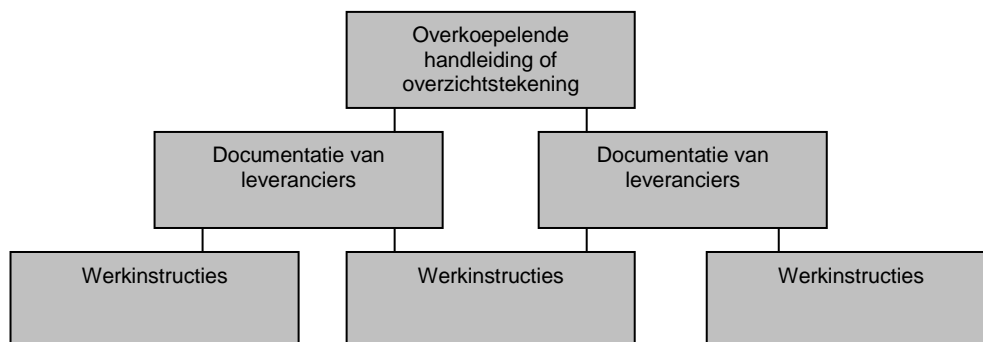 Overkoepelende
handleiding of
overzichtstekening
Documentatie van
leveranciers
Documentatie van
leveranciers
Werkinstructies
Werkinstructies
Werkinstructies